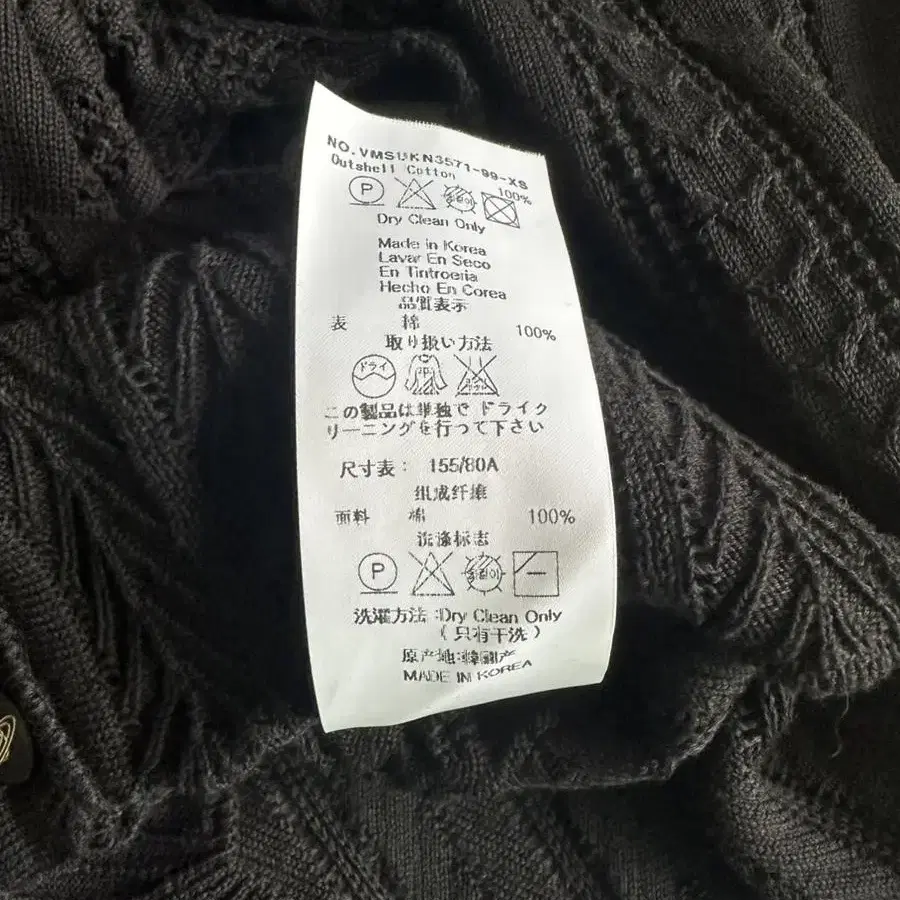 NO.VMSUKN3571-99-XS
Outshell Cotton 100%
P
Dry Clean Only
Made in Korea
Lavar En Seco
En Tintroeria
Hecho En Corea
品質表示
表 綿 100%
取り扱い方法
ドライ
この製品は単独で ドライク
リーニングを行って下さい
尺寸表: 155/80A
组成纤维
面料 棉 100%
洗涤标志
P
洗濯方法 :Dry Clean Only
(只有干洗)
原产地:韓國产
MADE IN KOREA